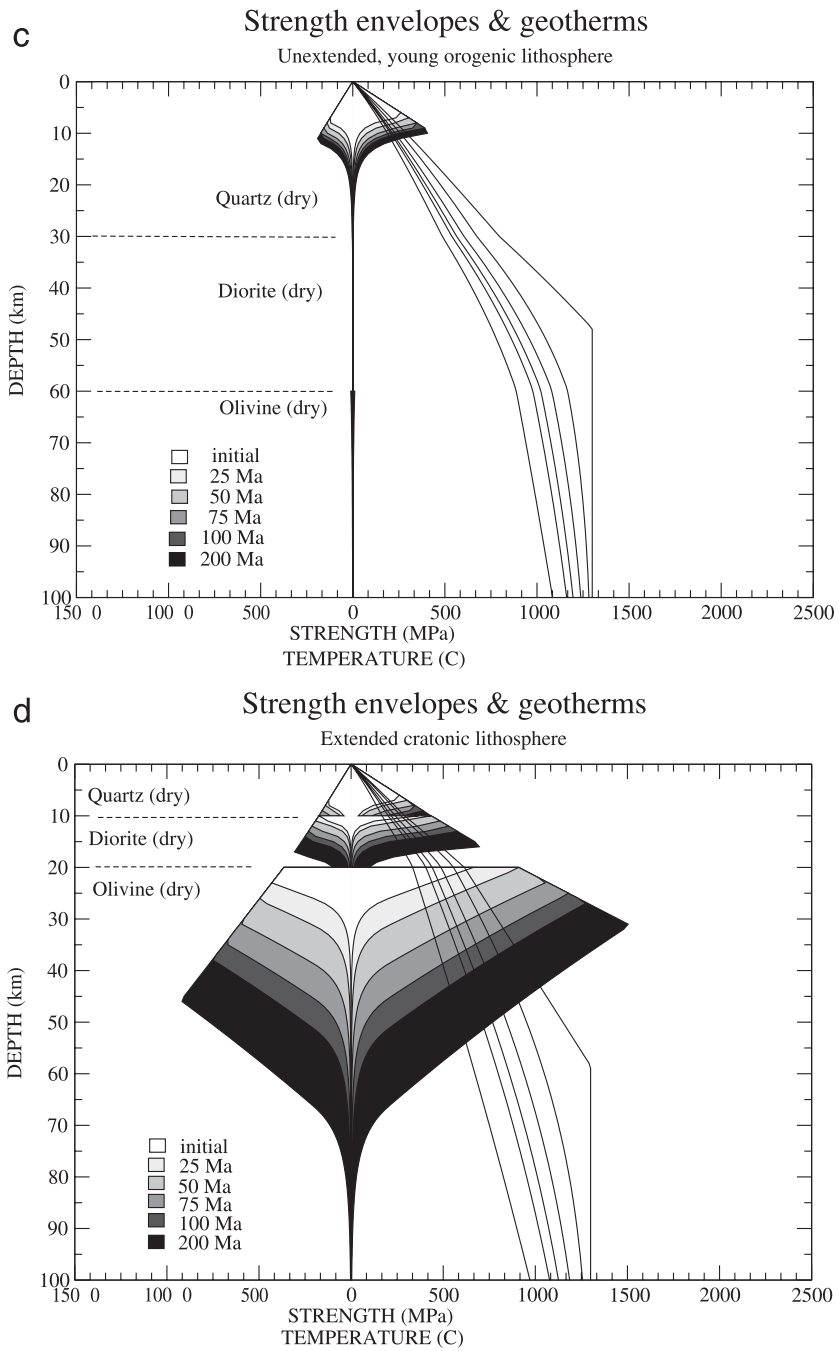 c
Strength envelopes & geotherms
Unextended, young orogenic lithosphere
0
10
20
30
40
50
60
70
80
90
100
DEPTH (km)
Quartz (dry)
Diorite (dry)
Olivine (dry)
initial
25 Ma
50 Ma
75 Ma
100 Ma
200 Ma
150 0 100 0 500 0 500 1000 1500 2000 2500
STRENGTH (MPa)
TEMPERATURE (C)
d
Strength envelopes & geotherms
Extended cratonic lithosphere
0
10
20
30
40
50
60
70
80
90
100
DEPTH (km)
Quartz (dry)
Diorite (dry)
Olivine (dry)
initial
25 Ma
50 Ma
75 Ma
100 Ma
200 Ma
150 0 100 0 500 0 500 1000 1500 2000 2500
STRENGTH (MPa)
TEMPERATURE (C)